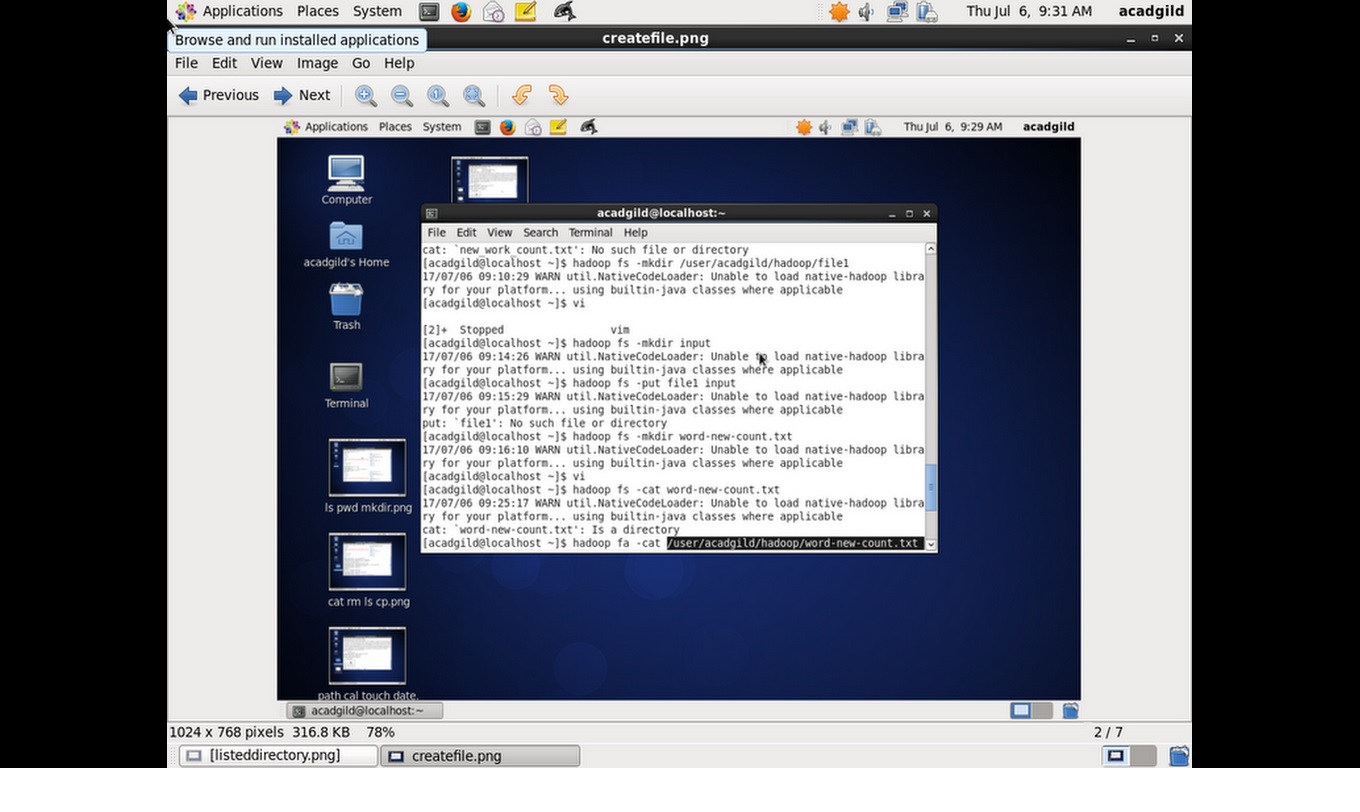 Applications Places System Thu Jul 6, 9:31 AM acadgild
Browse and run installed applications
createfile.png
File Edit View Image Go Help
Previous Next
Applications Places System Thu Jul 6, 9:29 AM acadgild
Computer
acadgild's Home
Trash
Terminal
ls pwd mkdir.png
cat rm ls cp.png
path cal touch date.
acadgild@localhost:~
File Edit View Search Terminal Help
cat: `new_work_count.txt': No such file or directory
[acadgild@localhost ~]$ hadoop fs -mkdir /user/acadgild/hadoop/file1
17/07/06 09:10:29 WARN util.NativeCodeLoader: Unable to load native-hadoop libra
ry for your platform... using builtin-java classes where applicable
[acadgild@localhost ~]$ vi
[2]+  Stopped                 vim
[acadgild@localhost ~]$ hadoop fs -mkdir input
17/07/06 09:14:26 WARN util.NativeCodeLoader: Unable to load native-hadoop libra
ry for your platform... using builtin-java classes where applicable
[acadgild@localhost ~]$ hadoop fs -put file1 input
17/07/06 09:15:29 WARN util.NativeCodeLoader: Unable to load native-hadoop libra
ry for your platform... using builtin-java classes where applicable
put: `file1': No such file or directory
[acadgild@localhost ~]$ hadoop fs -mkdir word-new-count.txt
17/07/06 09:16:10 WARN util.NativeCodeLoader: Unable to load native-hadoop libra
ry for your platform... using builtin-java classes where applicable
[acadgild@localhost ~]$ vi
[acadgild@localhost ~]$ hadoop fs -cat word-new-count.txt
17/07/06 09:25:17 WARN util.NativeCodeLoader: Unable to load native-hadoop libra
ry for your platform... using builtin-java classes where applicable
cat: `word-new-count.txt': Is a directory
[acadgild@localhost ~]$ hadoop fa -cat /user/acadgild/hadoop/word-new-count.txt
acadgild@localhost:~
1024 x 768 pixels 316.8 KB 78% 2 / 7
[listeddirectory.png] createfile.png